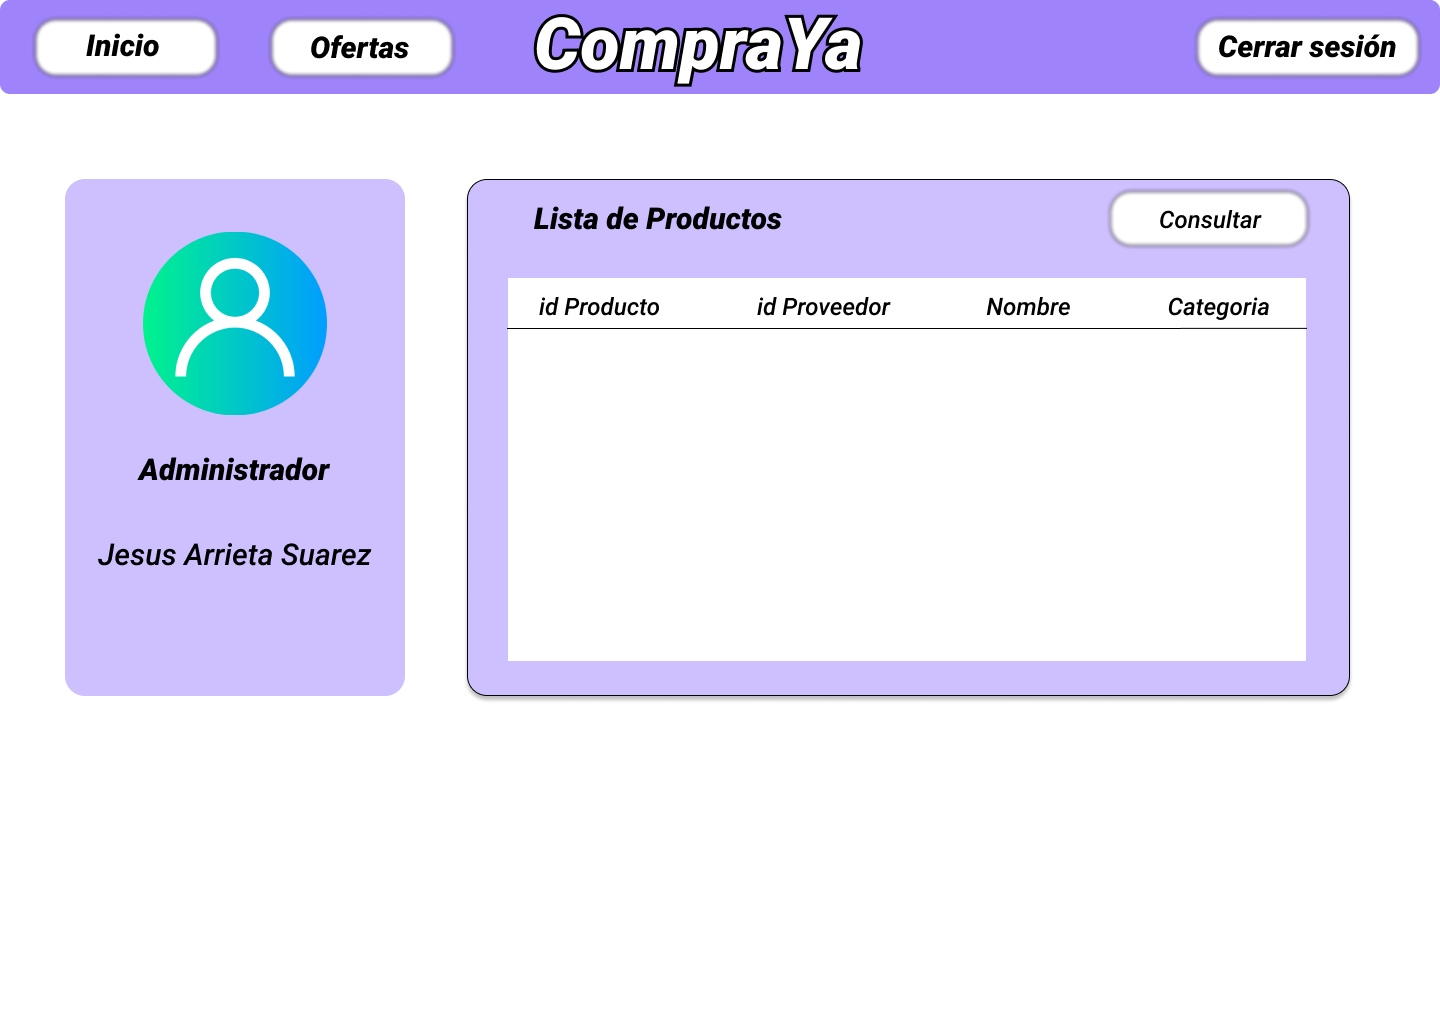 Inicio
Ofertas
CompraYa
Cerrar sesión
Administrador
Jesus Arrieta Suarez
Lista de Productos
Consultar
id Producto
id Proveedor
Nombre
Categoria